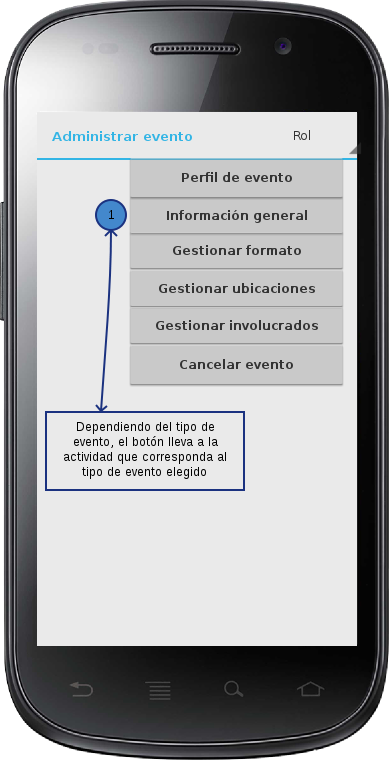 Administrar evento
Rol
Perfil de evento
1
Información general
Gestionar formato
Gestionar ubicaciones
Gestionar involucrados
Cancelar evento
Dependiendo del tipo de
evento, el botón lleva a la
actividad que corresponda al
tipo de evento elegido